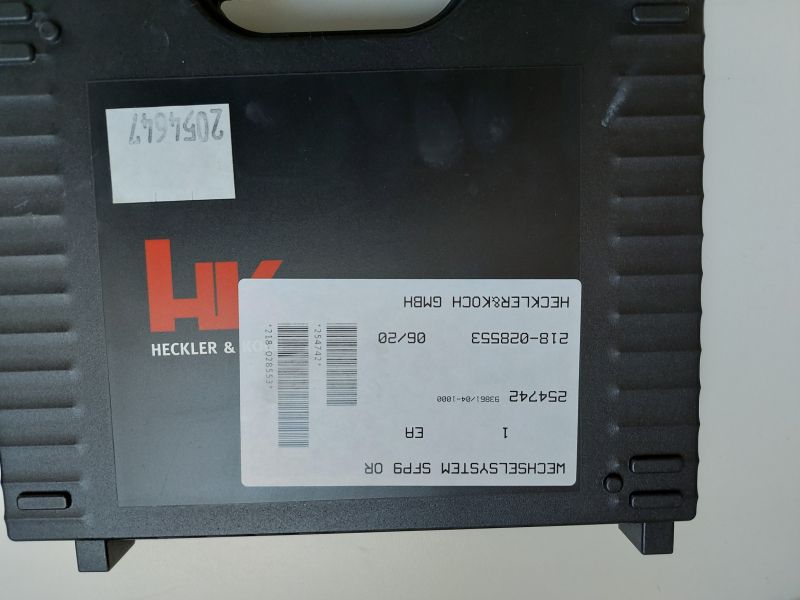 2054647
HK
HECKLER & KO
WECHSELSYSTEM SFP9 OR
1 EA
254742 93861/04-1000
218-028553 06/20
HECKLER&KOCH GMBH
*254742*
*218-028553*